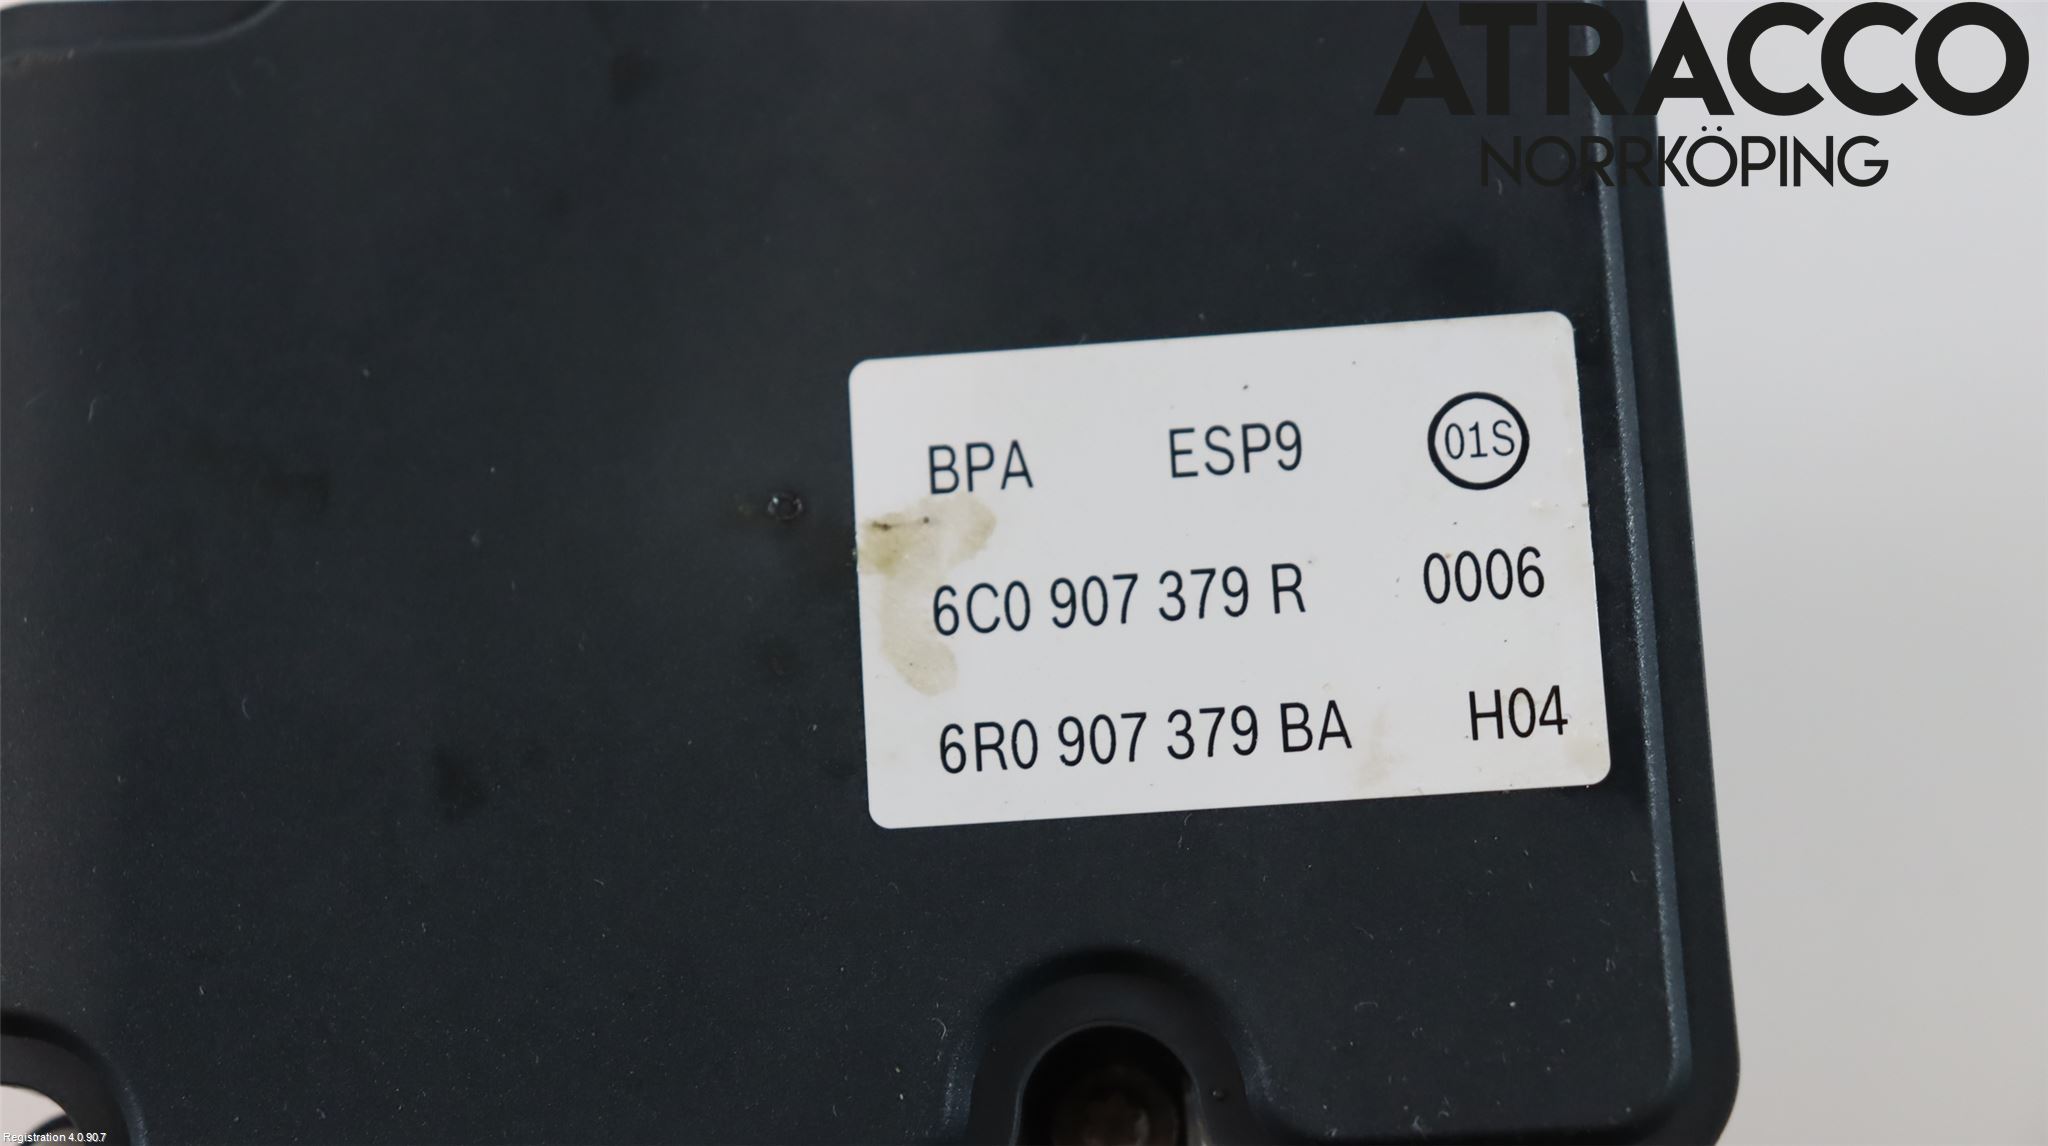 ATRACCO
NORRKÖPING
BPA ESP9 01S
6C0 907 379 R 0006
6R0 907 379 BA H04
Registration 4.0.90.7